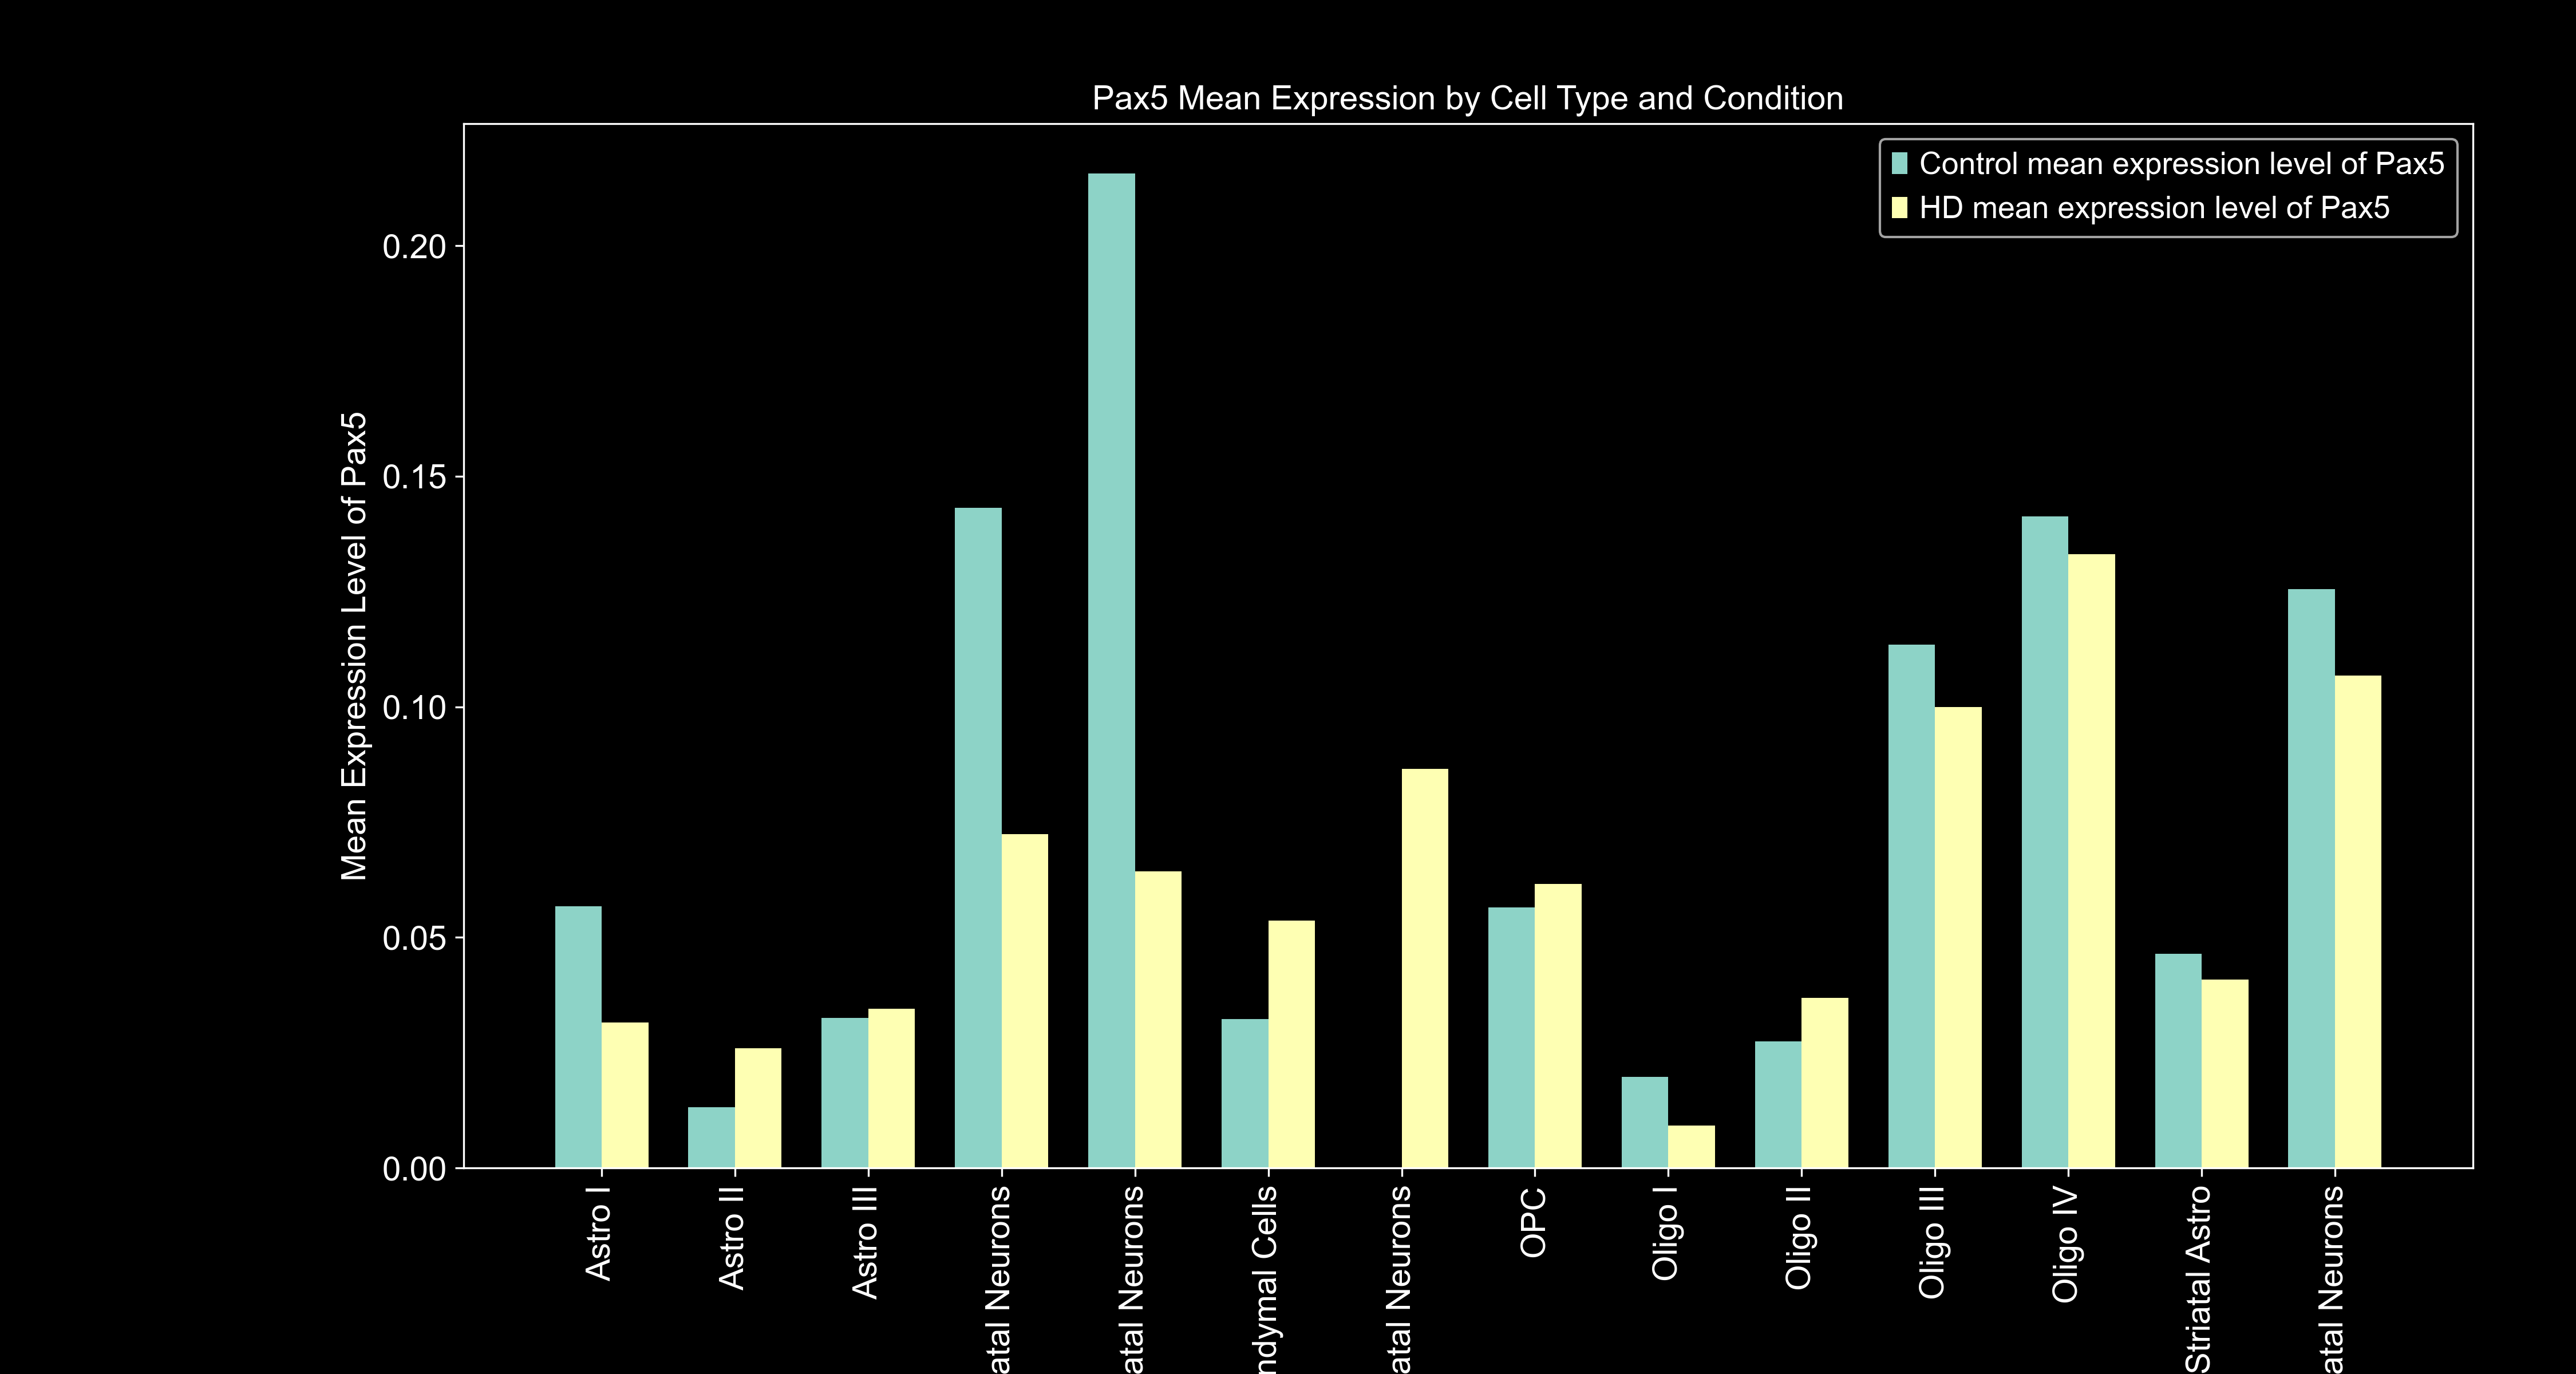 Pax5 Mean Expression by Cell Type and Condition
Control mean expression level of Pax5
HD mean expression level of Pax5
Mean Expression Level of Pax5
0.20
0.15
0.10
0.05
0.00
Astro I
Astro II
Astro III
atal Neurons
atal Neurons
ndymal Cells
atal Neurons
OPC
Oligo I
Oligo II
Oligo III
Oligo IV
Striatal Astro
atal Neurons